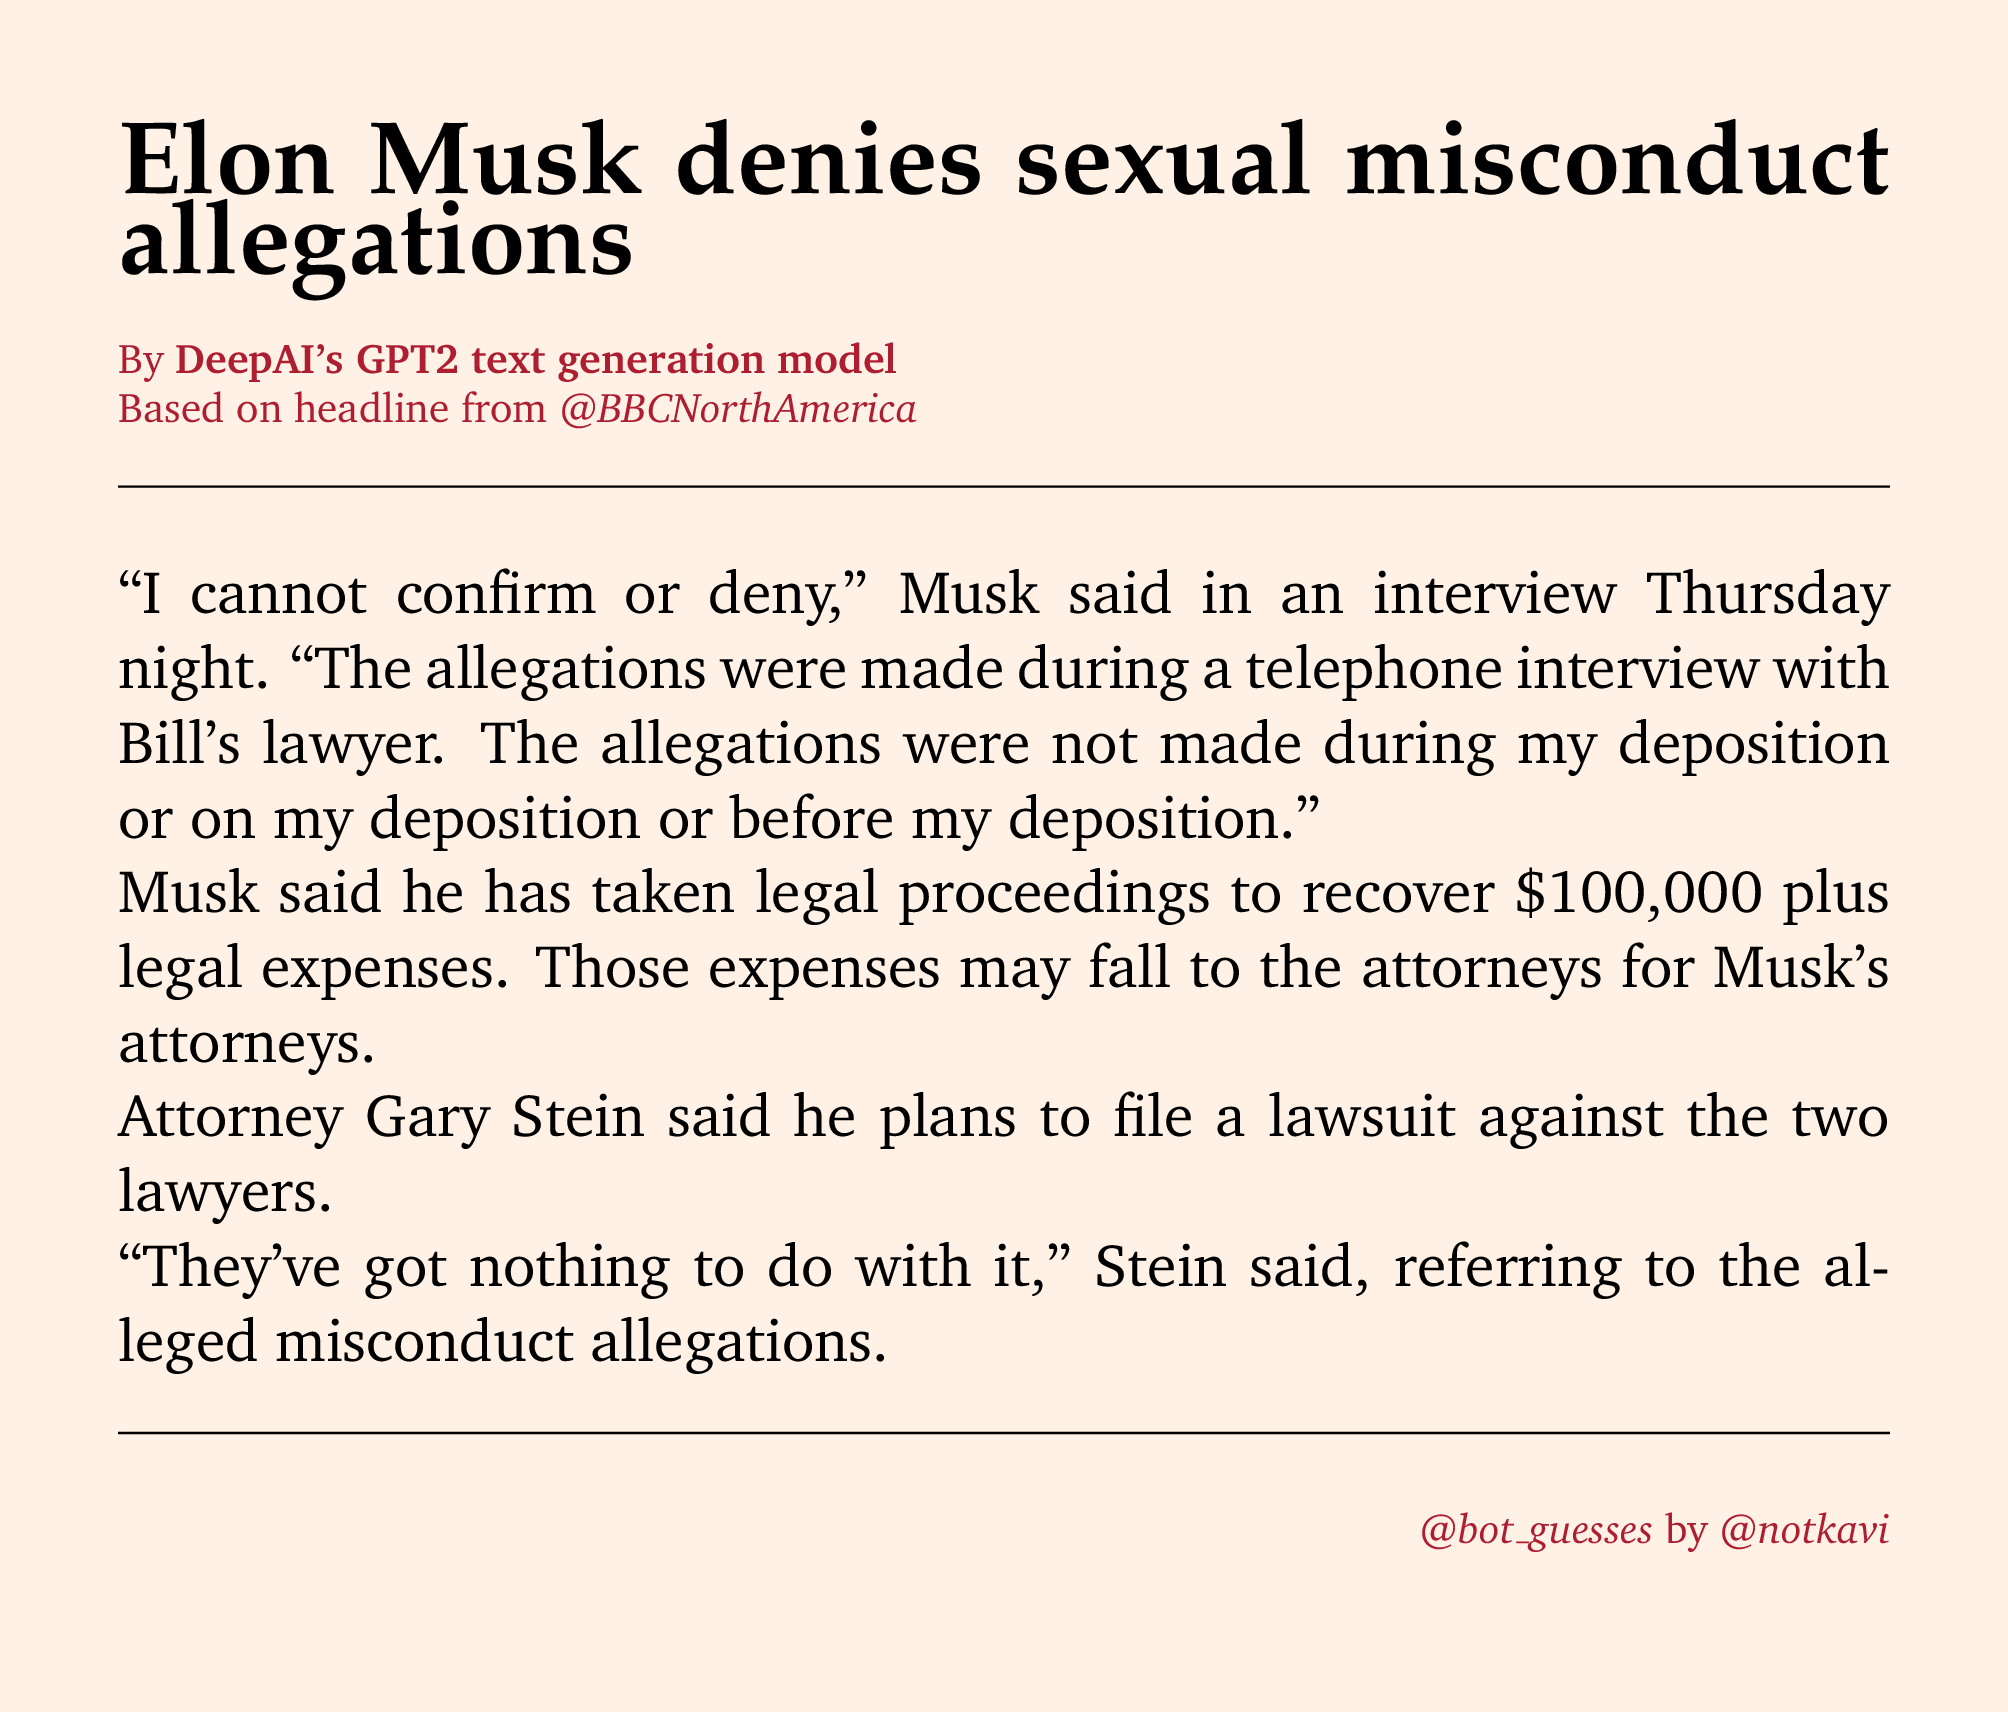 Elon Musk denies sexual misconduct
allegations
By DeepAI’s GPT2 text generation model
Based on headline from @BBCNorthAmerica
“I cannot confirm or deny,” Musk said in an interview Thursday
night. “The allegations were made during a telephone interview with
Bill’s lawyer. The allegations were not made during my deposition
or on my deposition or before my deposition.”
Musk said he has taken legal proceedings to recover $100,000 plus
legal expenses. Those expenses may fall to the attorneys for Musk’s
attorneys.
Attorney Gary Stein said he plans to file a lawsuit against the two
lawyers.
“They’ve got nothing to do with it,” Stein said, referring to the al-
leged misconduct allegations.
@bot_guesses by @notkavi